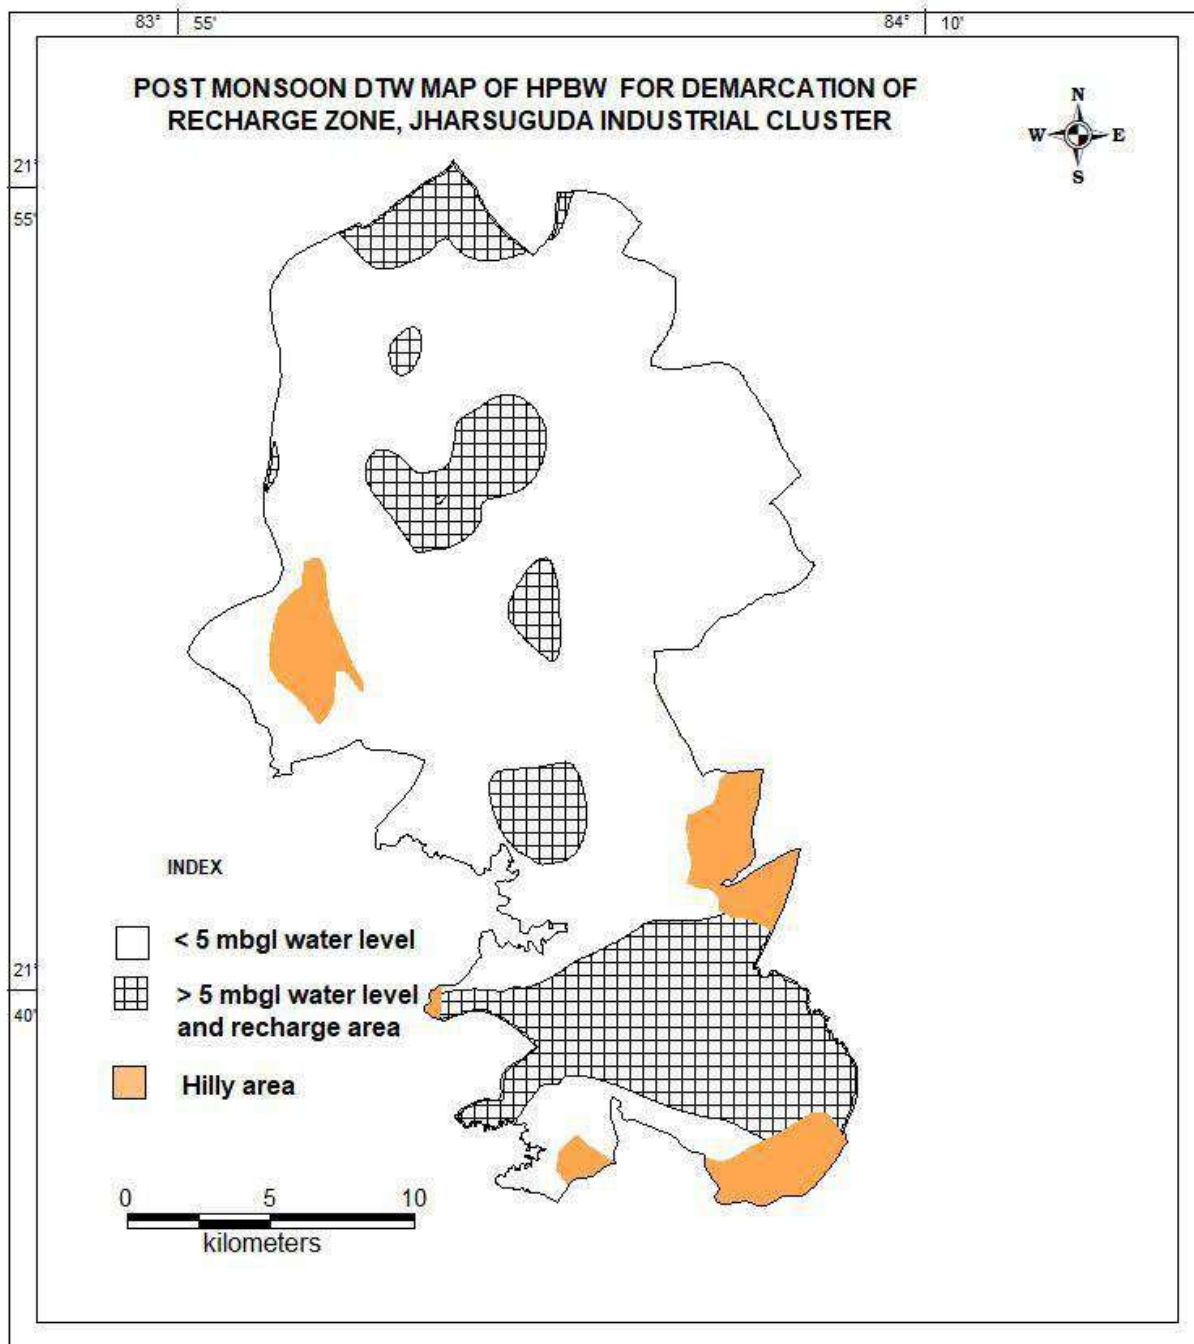 83° 55'
84° 10'
POST MONSOON DTW MAP OF HPBW FOR DEMARCATION OF
RECHARGE ZONE, JHARSUGUDA INDUSTRIAL CLUSTER
N
W E
S
21°
55'
INDEX
< 5 mbgl water level
> 5 mbgl water level
and recharge area
21°
40'
Hilly area
0 5 10
kilometers